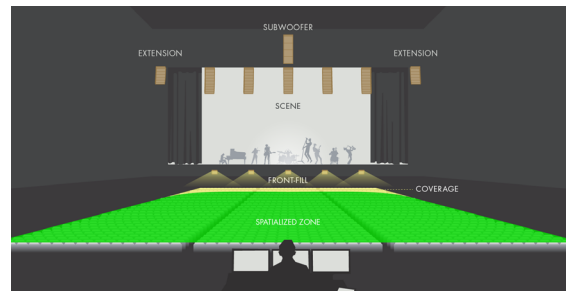 SUBWOOFER
EXTENSION
EXTENSION
SCENE
FRONT-FILL
COVERAGE
SPATIALIZED ZONE